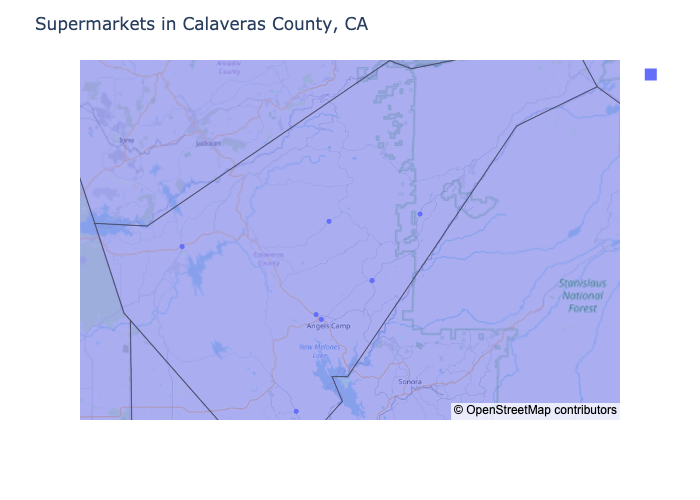 Supermarkets in Calaveras County, CA
Amador
County
Ione
Jackson
Calaveras
County
Stanislaus
National
Forest
Angels Camp
New Melones
Lake
Sonora
© OpenStreetMap contributors